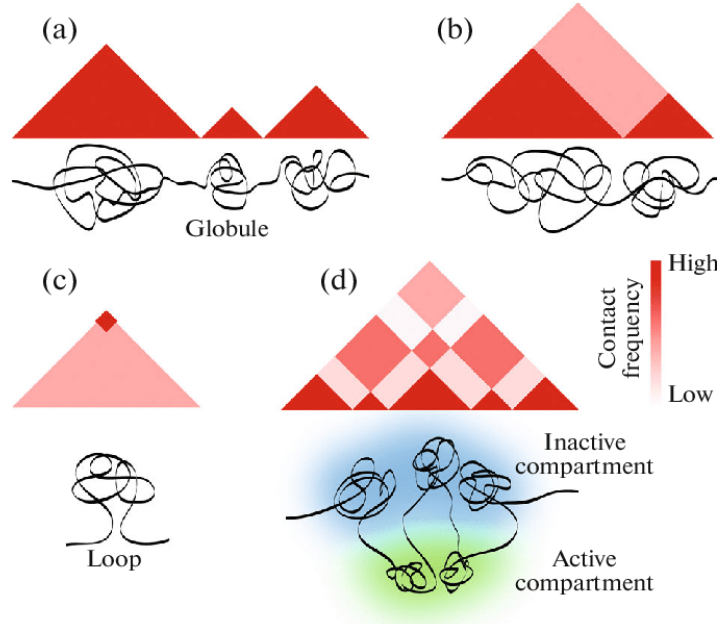 (a)
(b)
Globule
(c)
(d)
High
Contact
frequency
Low
Loop
Inactive
compartment
Active
compartment